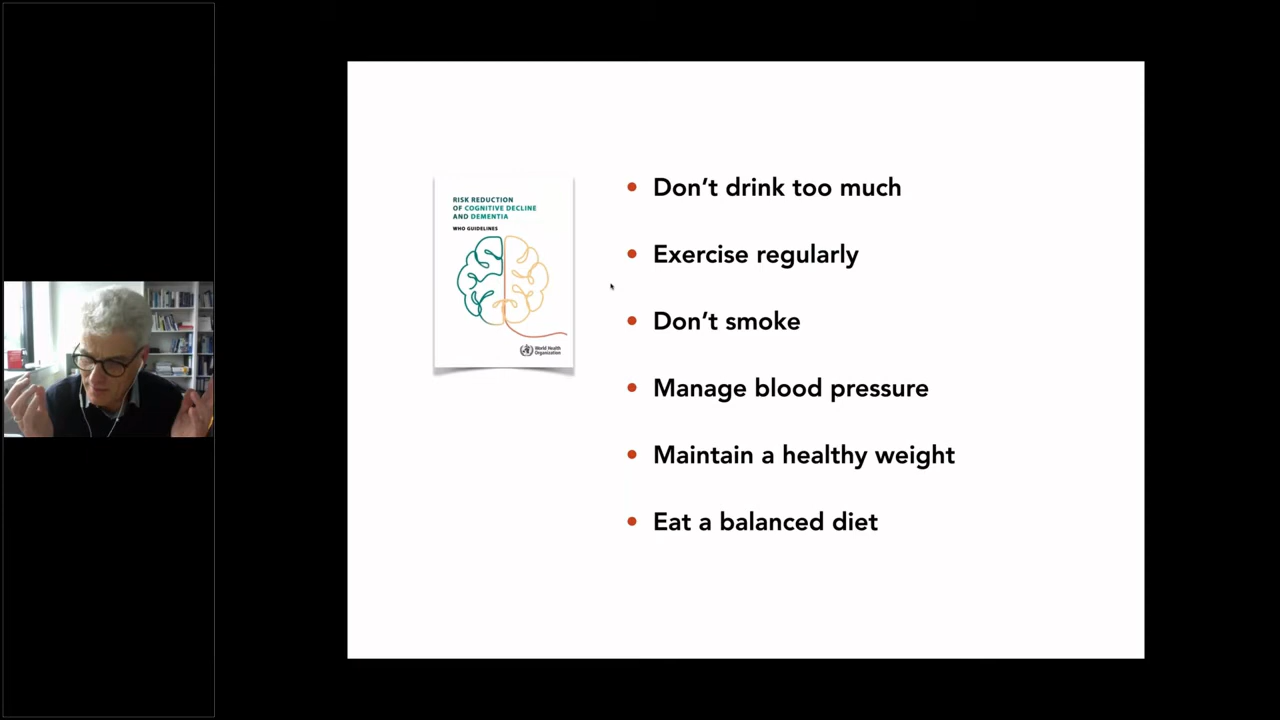 RISK REDUCTION
OF COGNITIVE DECLINE
AND DEMENTIA
WHO GUIDELINES
World Health
Organization
• Don’t drink too much
• Exercise regularly
• Don’t smoke
• Manage blood pressure
• Maintain a healthy weight
• Eat a balanced diet